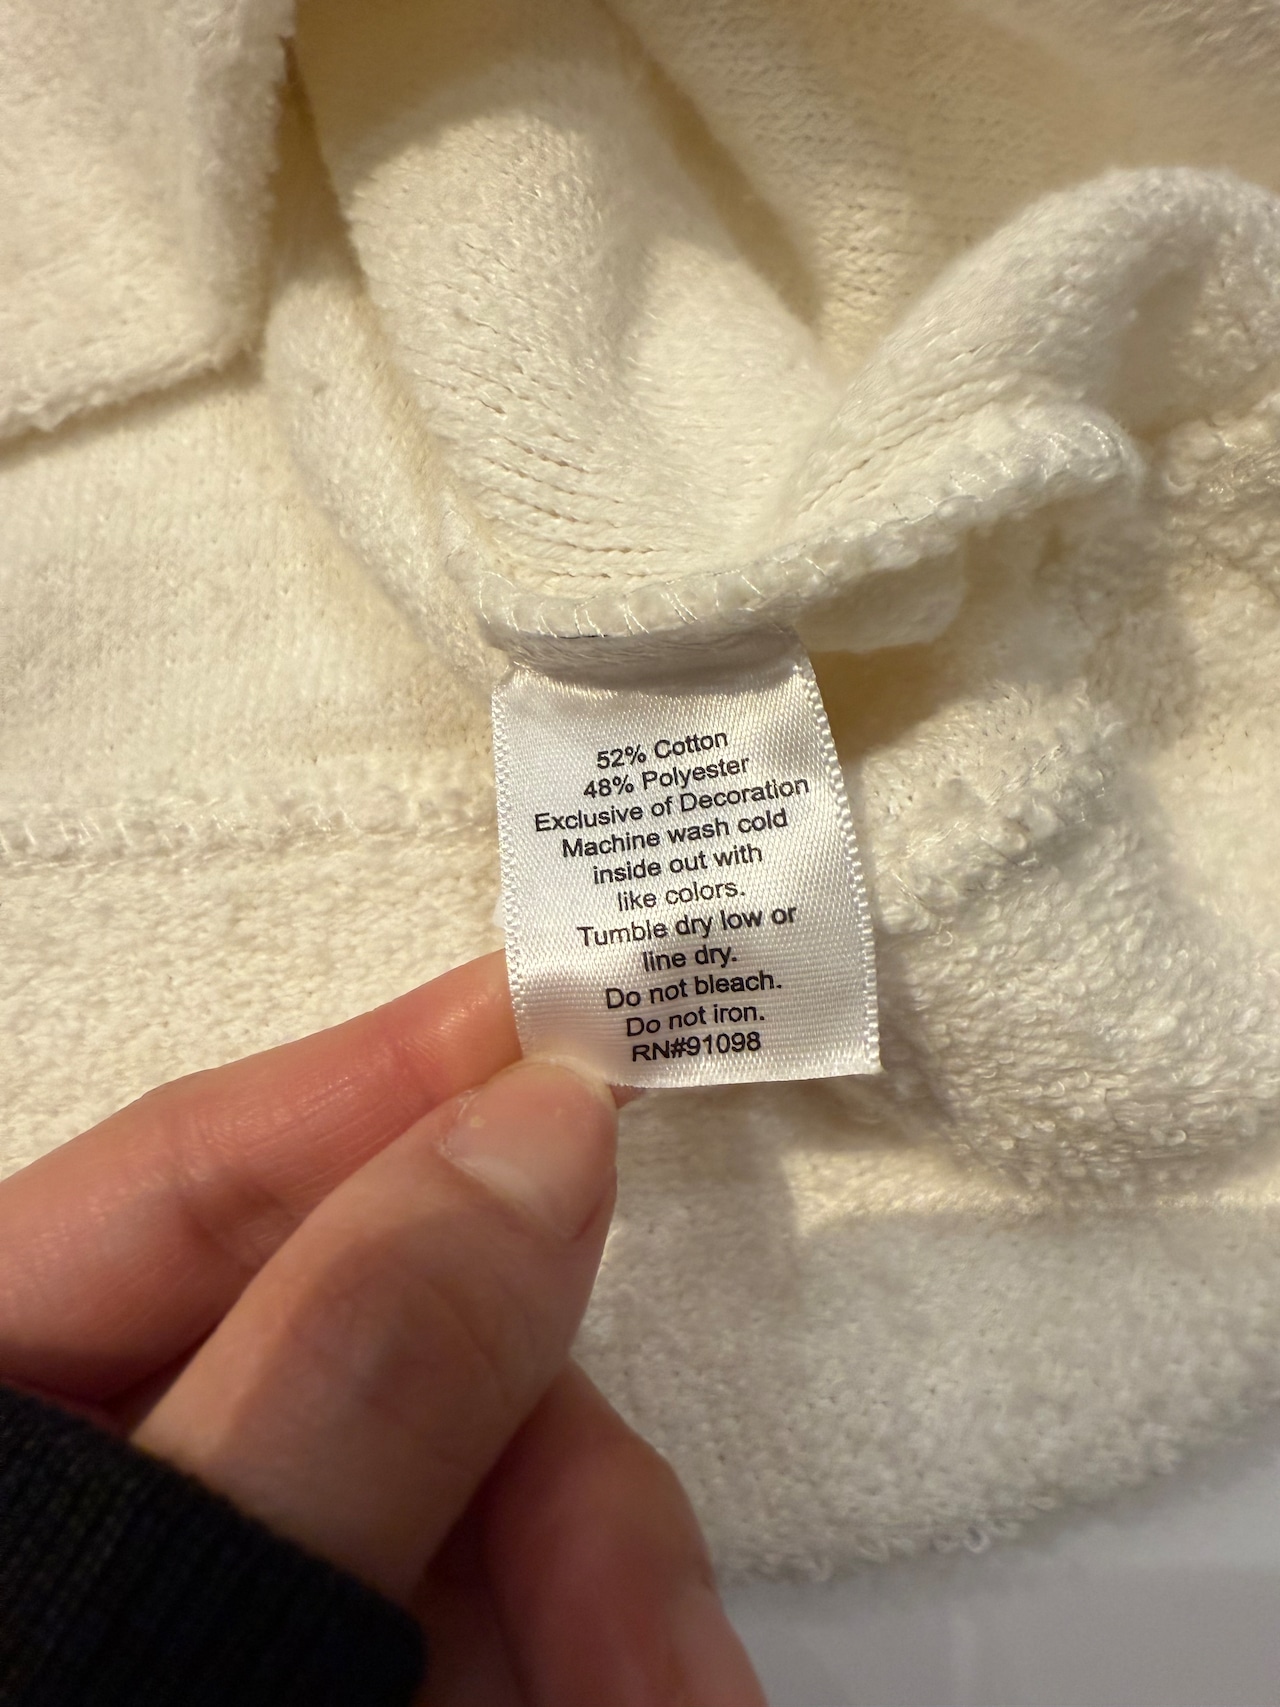 52% Cotton
48% Polyester
Exclusive of Decoration
Machine wash cold
inside out with
like colors.
Tumble dry low or
line dry.
Do not bleach.
Do not iron.
RN#91098